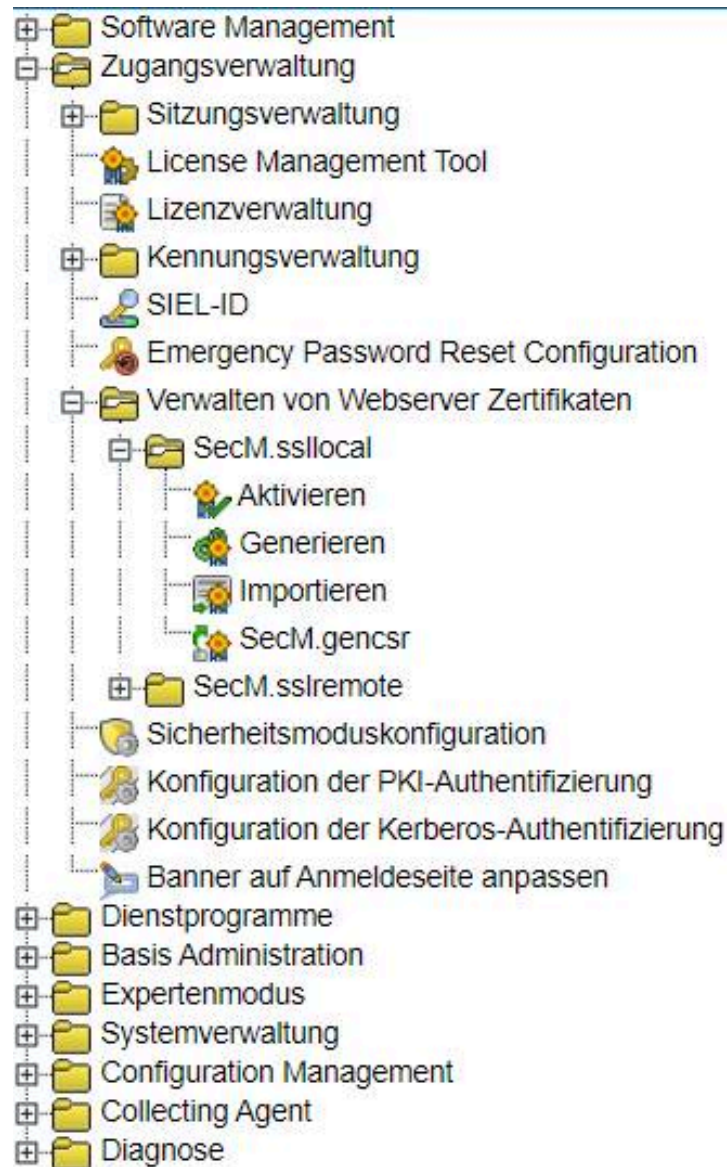 Software Management
Zugangsverwaltung
Sitzungsverwaltung
License Management Tool
Lizenzverwaltung
Kennungsverwaltung
SIEL-ID
Emergency Password Reset Configuration
Verwalten von Webserver Zertifikaten
SecM.ssllocal
Aktivieren
Generieren
Importieren
SecM.gencsr
SecM.sslremote
Sicherheitsmoduskonfiguration
Konfiguration der PKI-Authentifizierung
Konfiguration der Kerberos-Authentifizierung
Banner auf Anmeldeseite anpassen
Dienstprogramme
Basis Administration
Expertenmodus
Systemverwaltung
Configuration Management
Collecting Agent
Diagnose